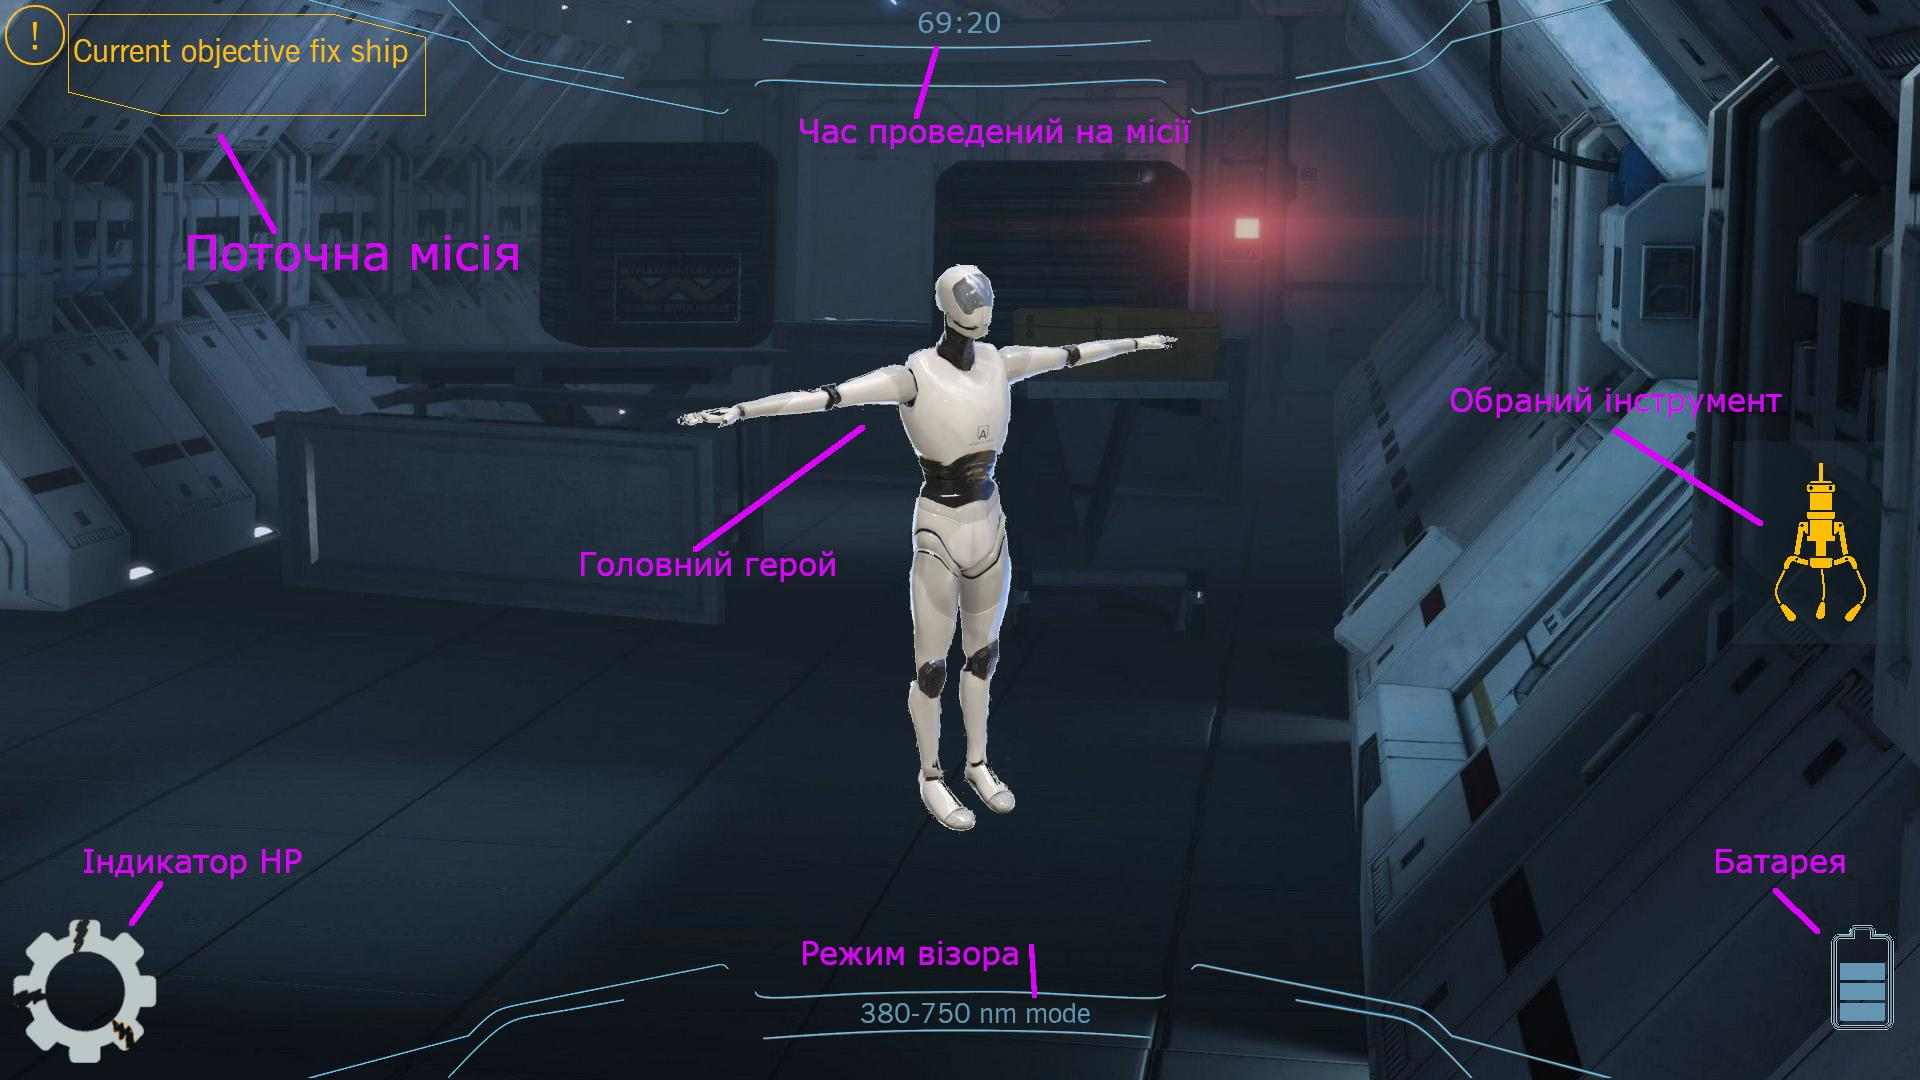 !
Current objective fix ship
69:20
Час проведений на місії
Поточна місія
Обраний інструмент
A
Головний герой
Індикатор HP
Батарея
Режим візора
380-750 nm mode